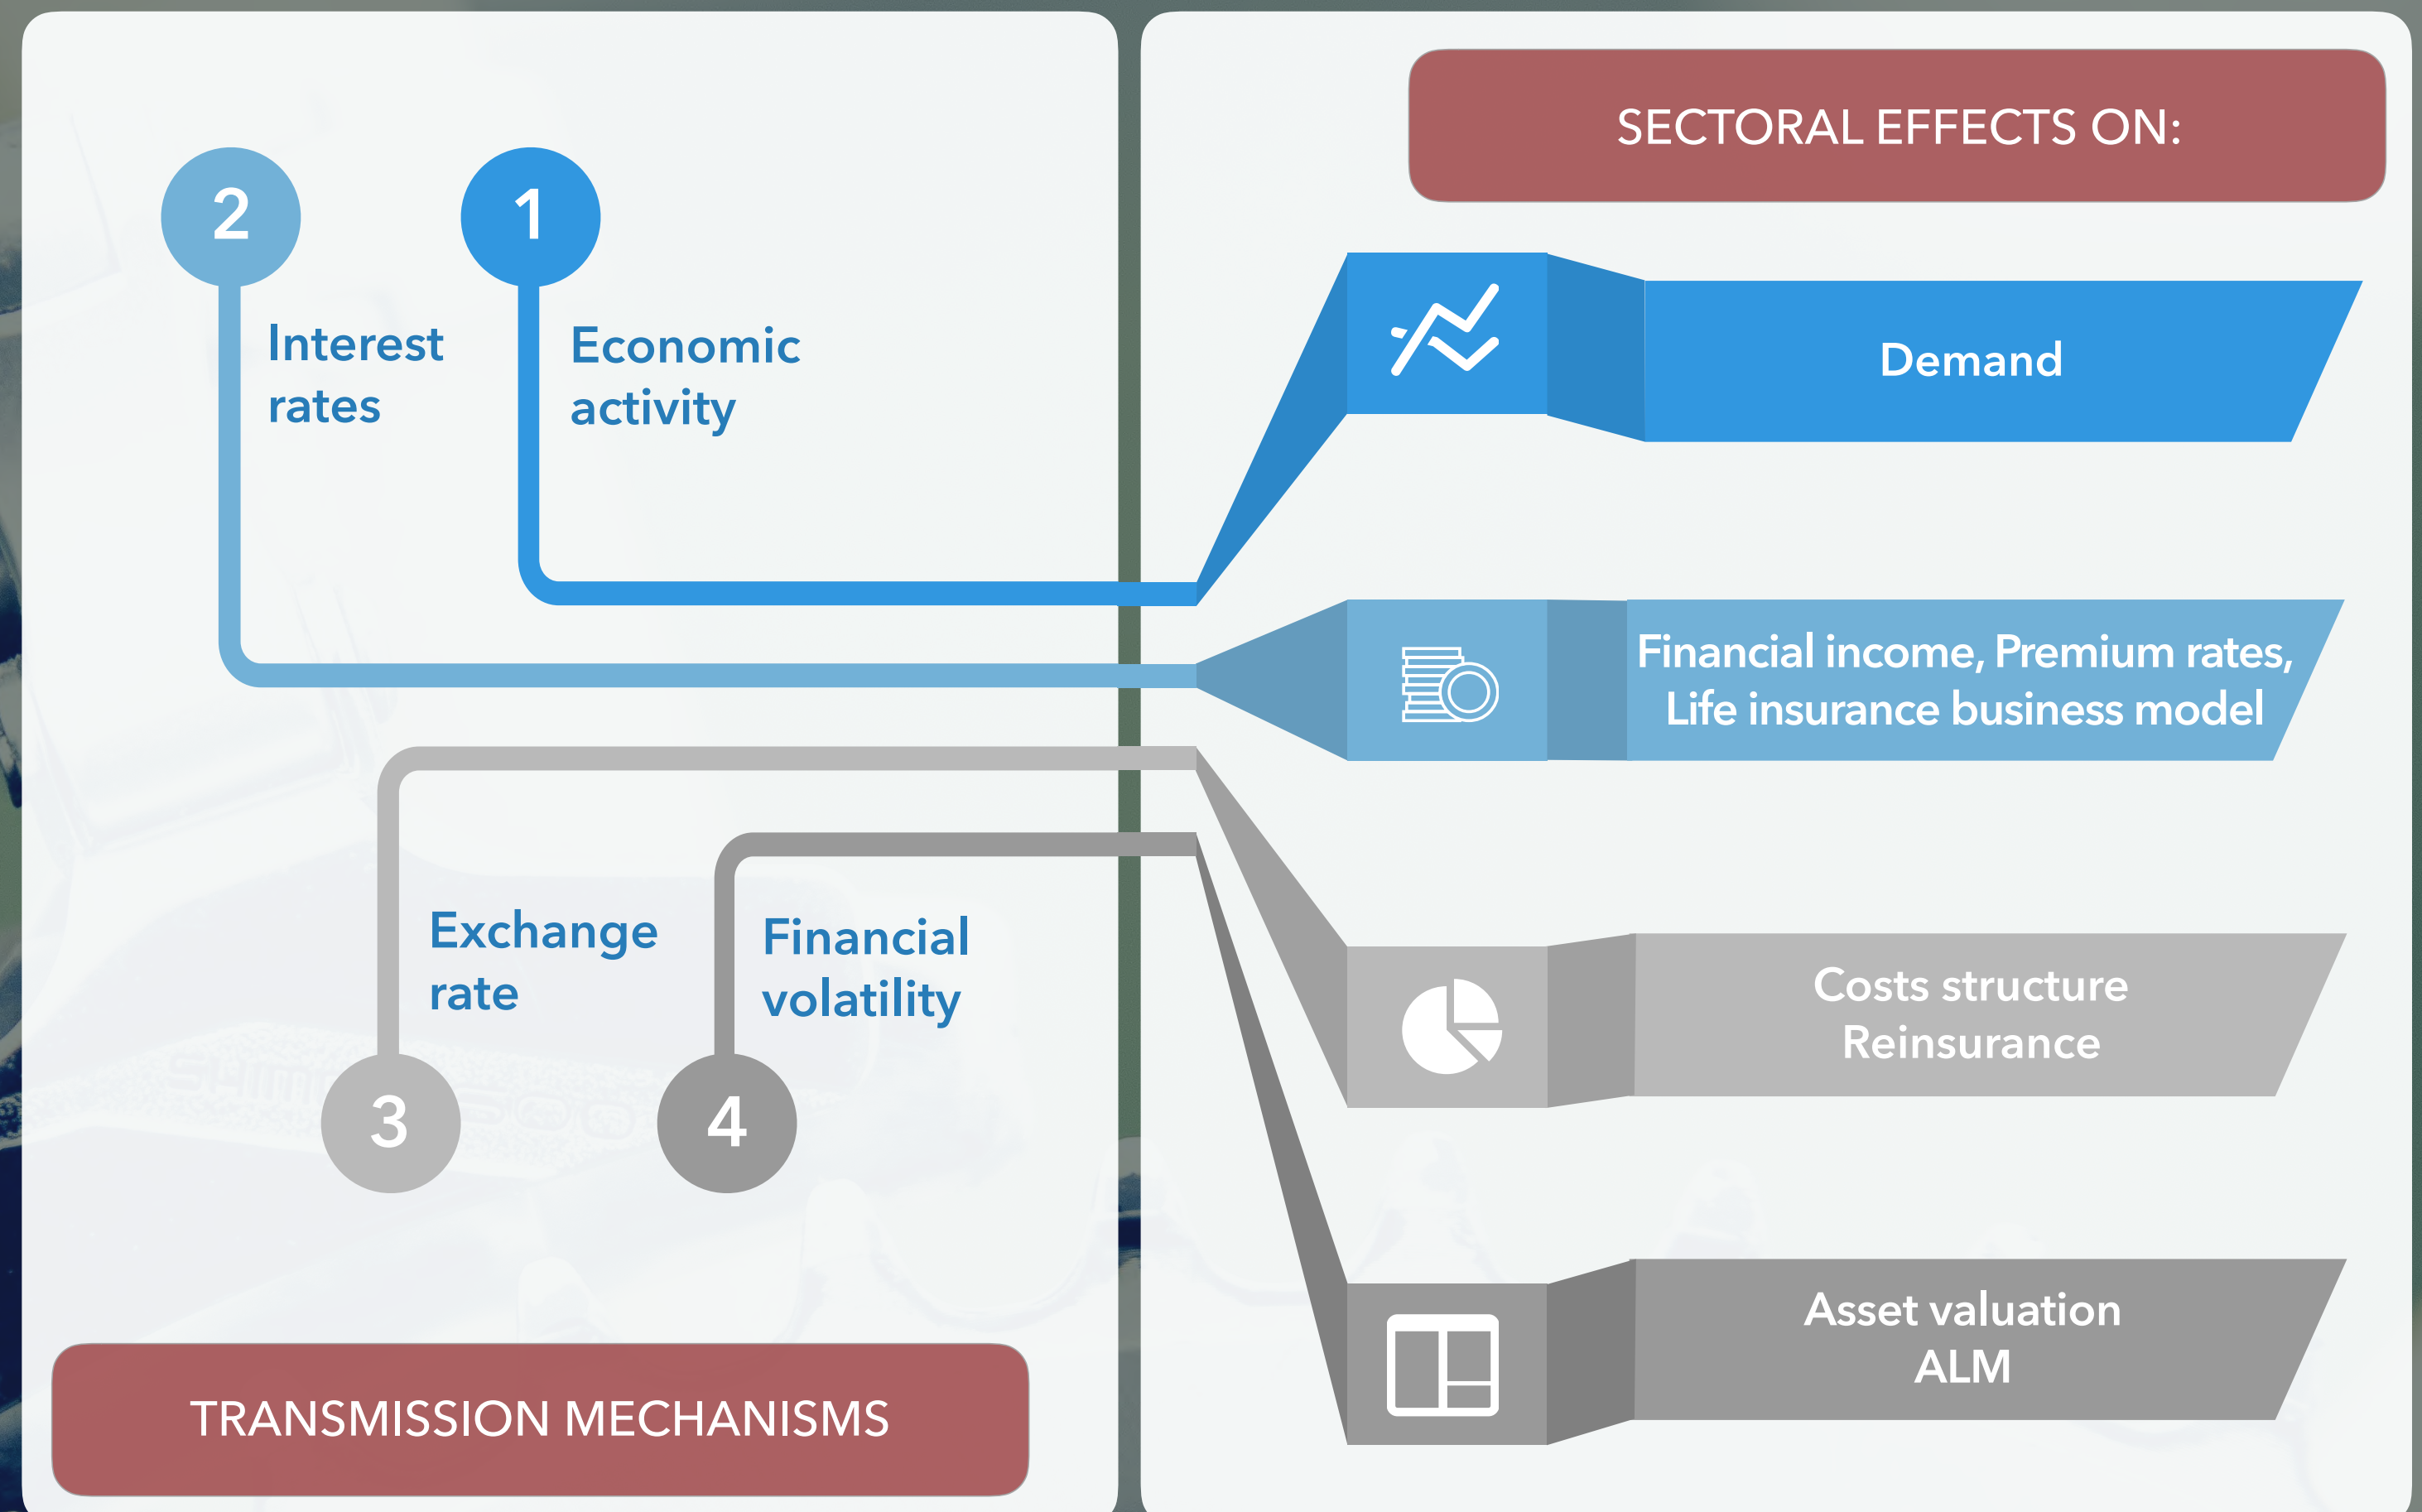 SECTORAL EFFECTS ON:
2
1
Interest
rates
Economic
activity
Demand
Financial income, Premium rates,
Life insurance business model
Exchange
rate
Financial
volatility
3
4
Costs structure
Reinsurance
Asset valuation
ALM
TRANSMISSION MECHANISMS